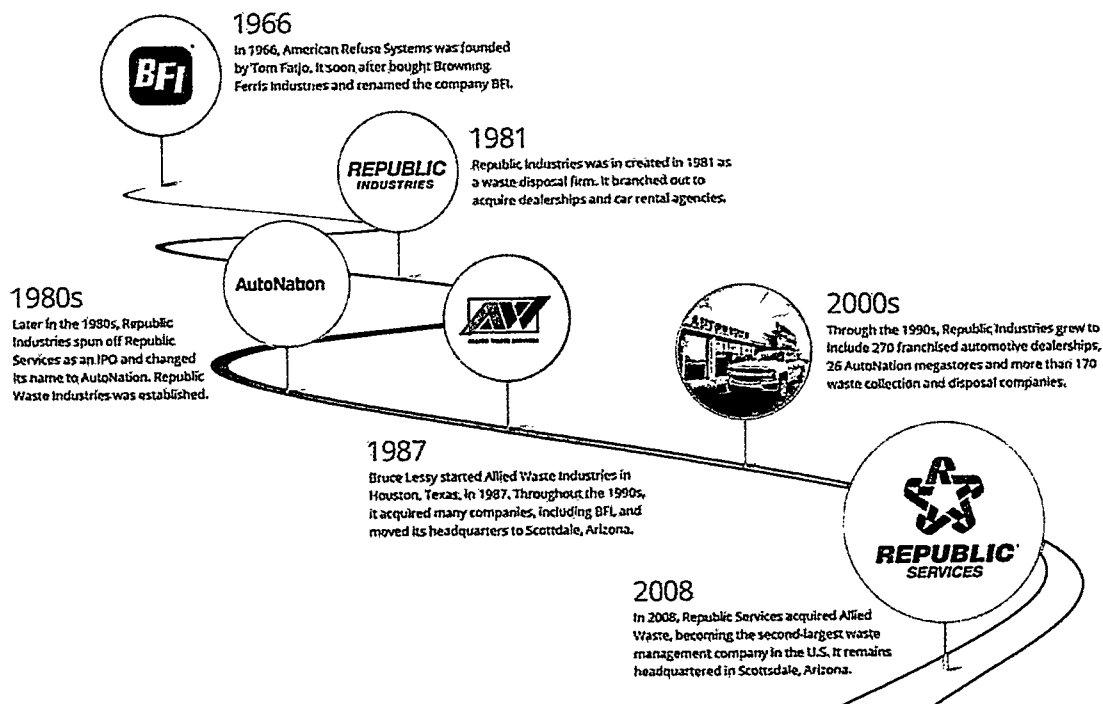 BFI
1966
In 1966, American Refuse Systems was founded
by Tom Fatjo. It soon after bought Browning
Ferris Industries and renamed the company BFI.
REPUBLIC
INDUSTRIES
1981
Republic Industries was in created in 1981 as
a waste disposal firm. It branched out to
acquire dealerships and car rental agencies.
AutoNation
1980s
Later in the 1980s, Republic
Industries spun off Republic
Services as an IPO and changed
its name to AutoNation. Republic
Waste Industries was established.
AW
1987
Bruce Lessy started Allied Waste Industries in
Houston, Texas, in 1987. Throughout the 1990s,
it acquired many companies, including BFI, and
moved its headquarters to Scottdale, Arizona.
2000s
Through the 1990s, Republic Industries grew to
include 270 franchised automotive dealerships,
26 AutoNation megastores and more than 170
waste collection and disposal companies.
REPUBLIC
SERVICES
2008
In 2008, Republic Services acquired Allied
Waste, becoming the second-largest waste
management company in the U.S. It remains
headquartered in Scottsdale, Arizona.